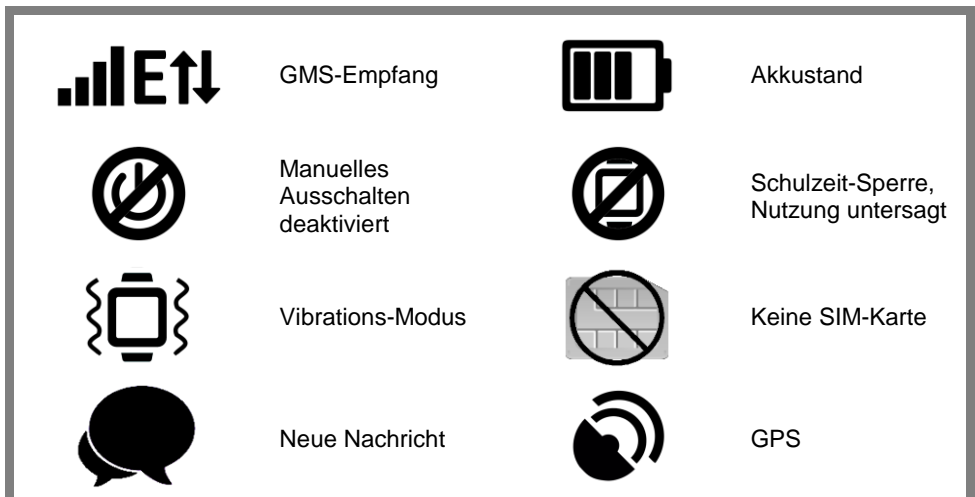 E GMS-Empfang
Akkustand
Manuelles
Ausschalten
deaktiviert
Schulzeit-Sperre,
Nutzung untersagt
Vibrations-Modus
Keine SIM-Karte
Neue Nachricht
GPS